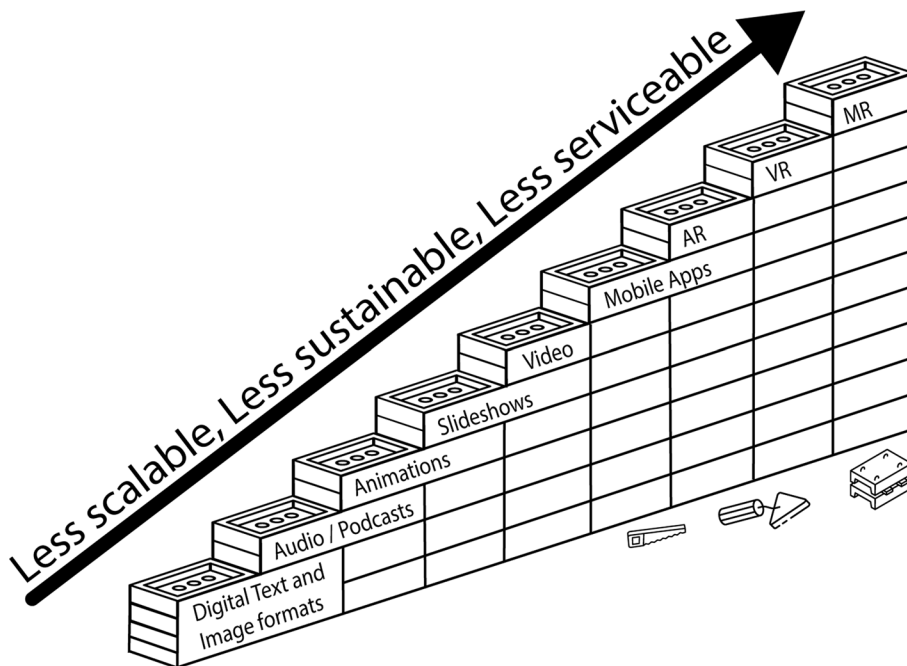 Less scalable, Less sustainable, Less serviceable
MR
VR
AR
Mobile Apps
Video
Slideshows
Animations
Audio / Podcasts
Digital Text and
Image formats